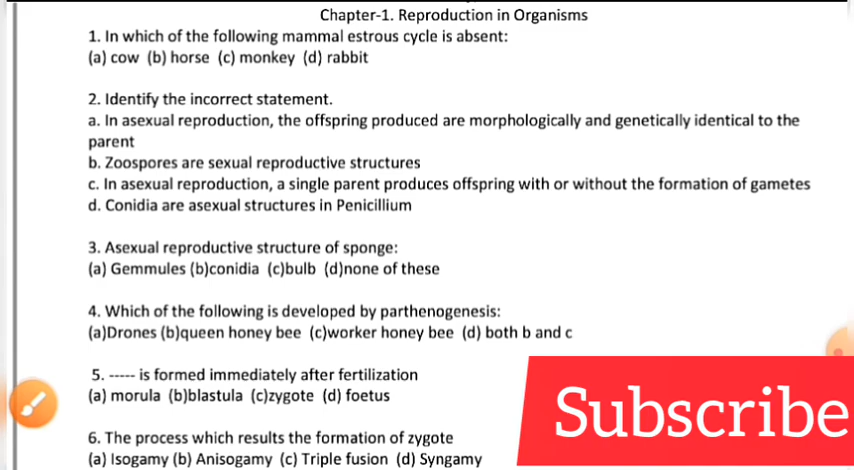 Chapter-1. Reproduction in Organisms
1. In which of the following mammal estrous cycle is absent:
(a) cow (b) horse (c) monkey (d) rabbit
2. Identify the incorrect statement.
a. In asexual reproduction, the offspring produced are morphologically and genetically identical to the
parent
b. Zoospores are sexual reproductive structures
c. In asexual reproduction, a single parent produces offspring with or without the formation of gametes
d. Conidia are asexual structures in Penicillium
3. Asexual reproductive structure of sponge:
(a) Gemmules (b)conidia (c)bulb (d)none of these
4. Which of the following is developed by parthenogenesis:
(a)Drones (b)queen honey bee (c)worker honey bee (d) both b and c
5. ----- is formed immediately after fertilization
(a) morula (b)blastula (c)zygote (d) foetus
6. The process which results the formation of zygote
(a) Isogamy (b) Anisogamy (c) Triple fusion (d) Syngamy
Subscribe